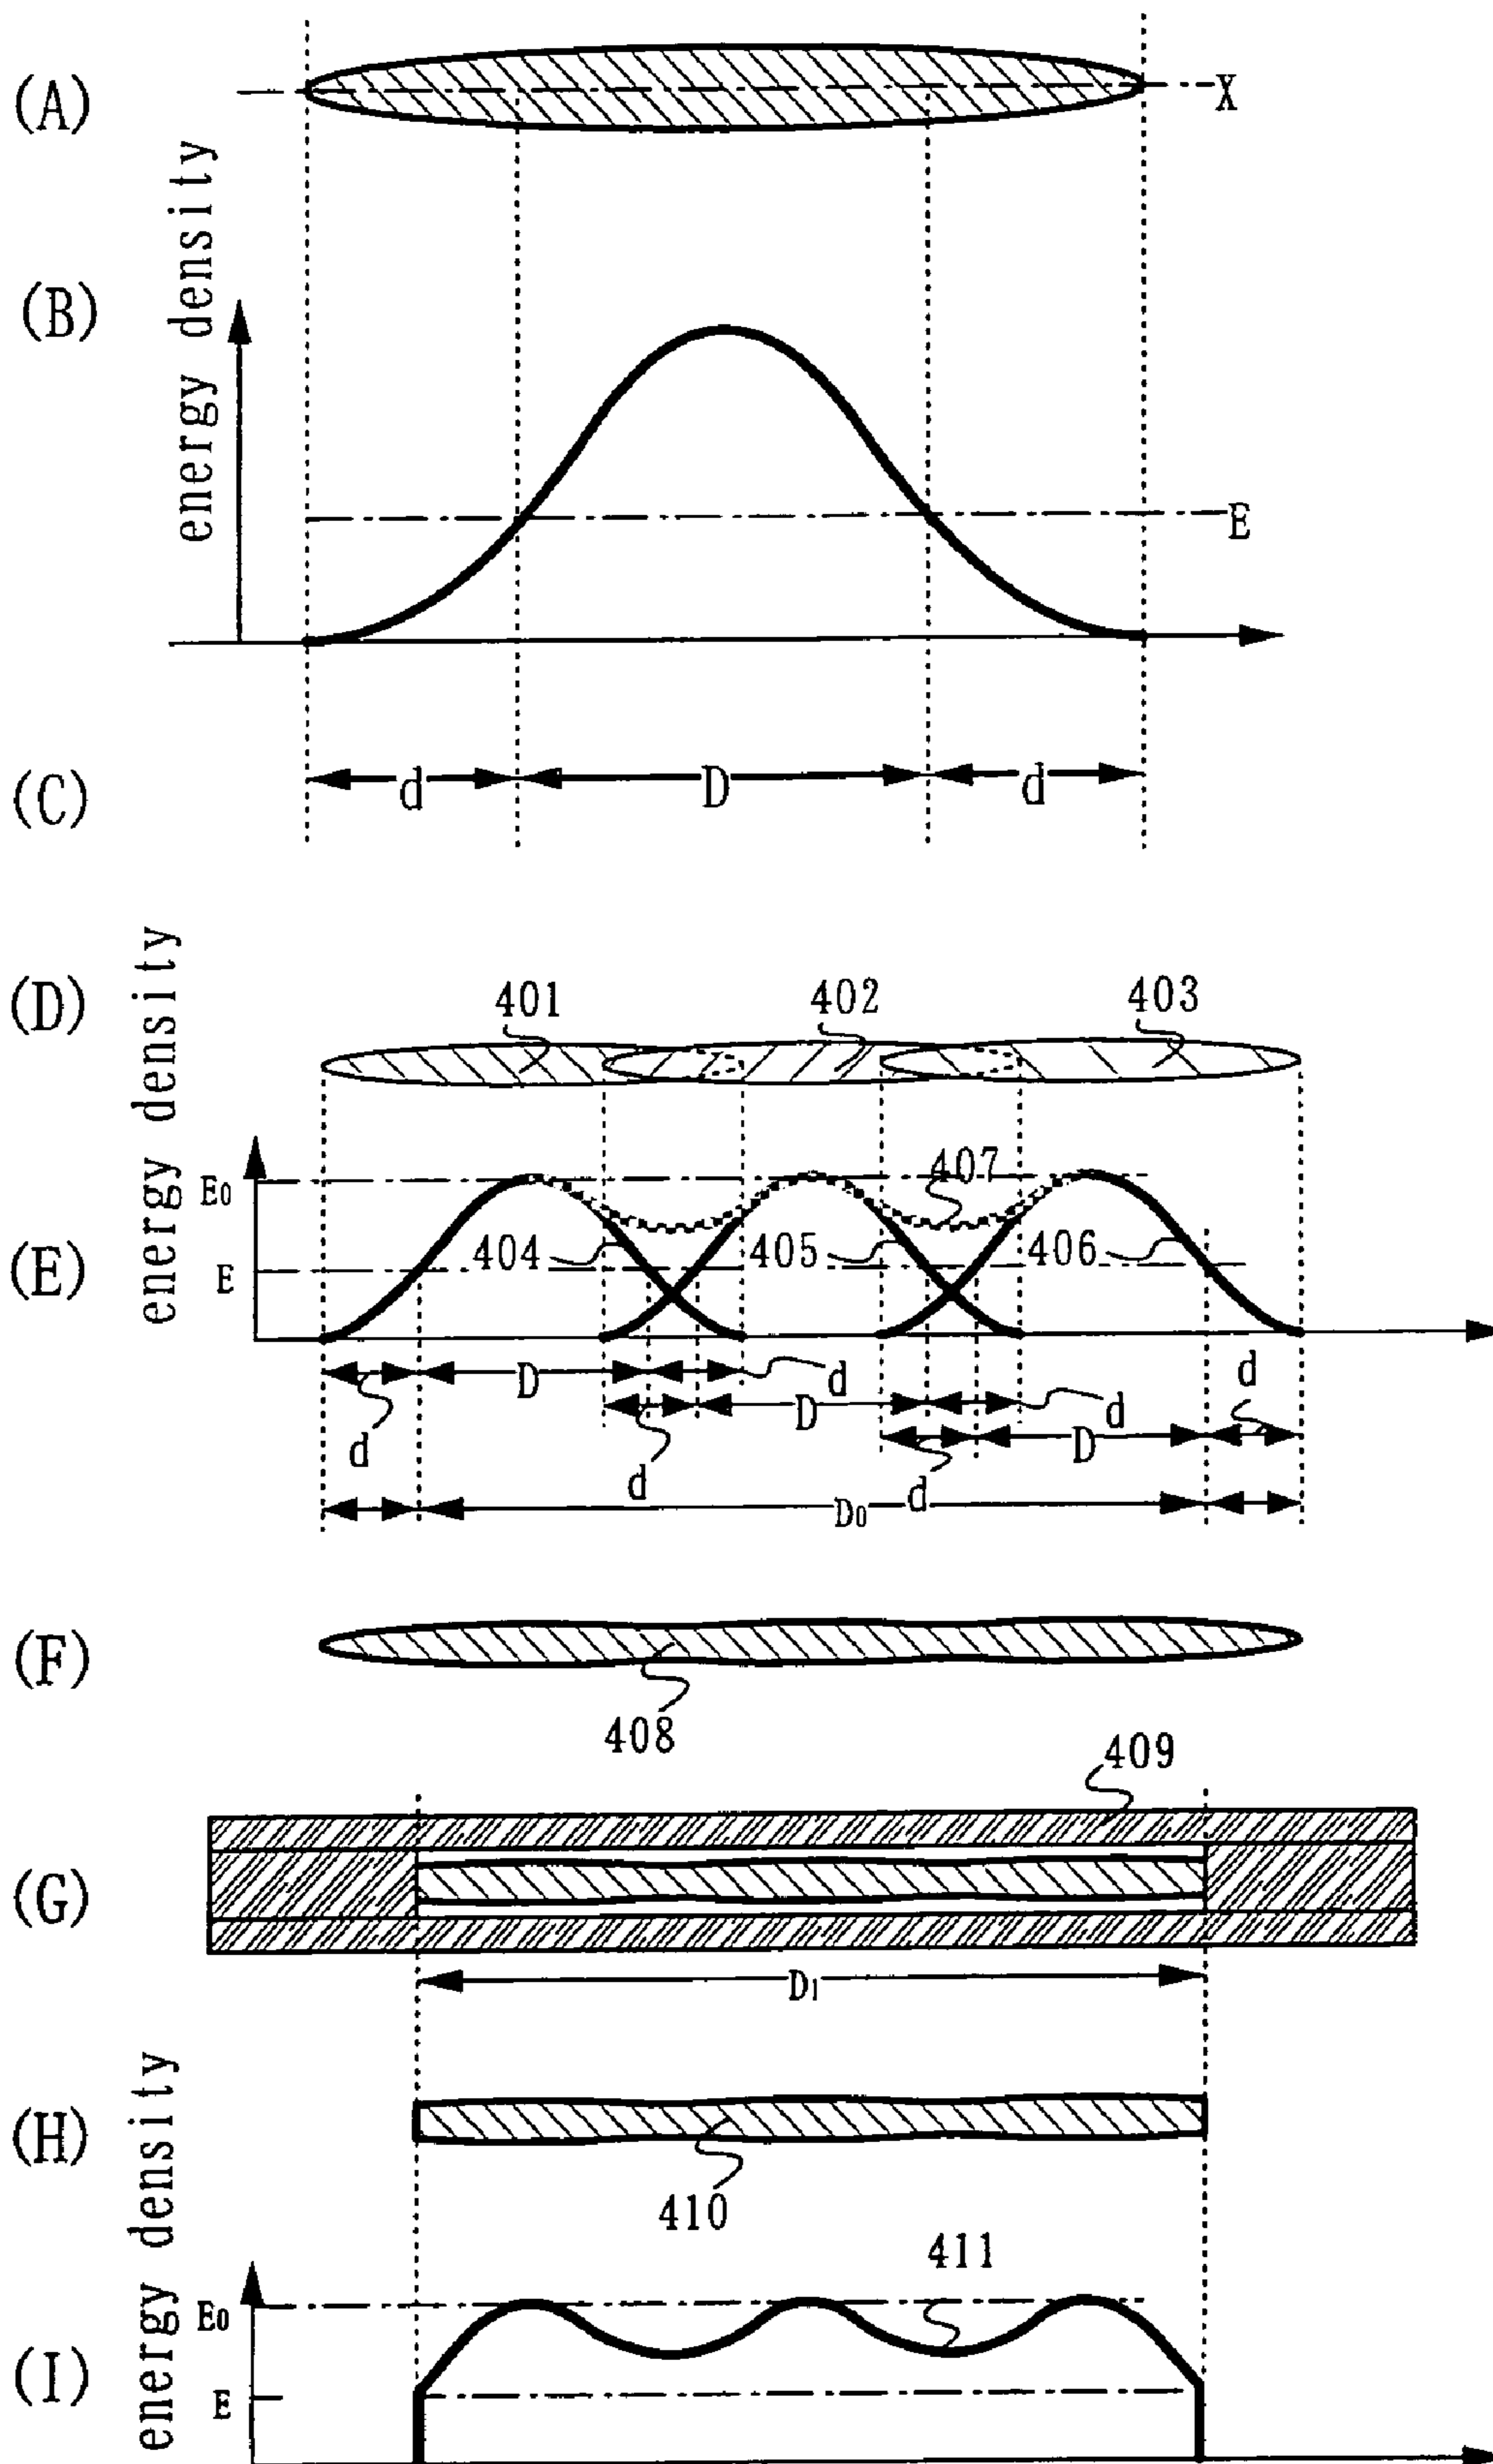 (A)
X
(B)
energy density
E
(C)
d D d
(D)
401 402 403
energy density
(E)
E0
407
404 405 406
E
D d
d D d d
d D
d d
D0
(F)
408
409
(G)
D1
(H)
410
energy density
(I)
411
E0
E